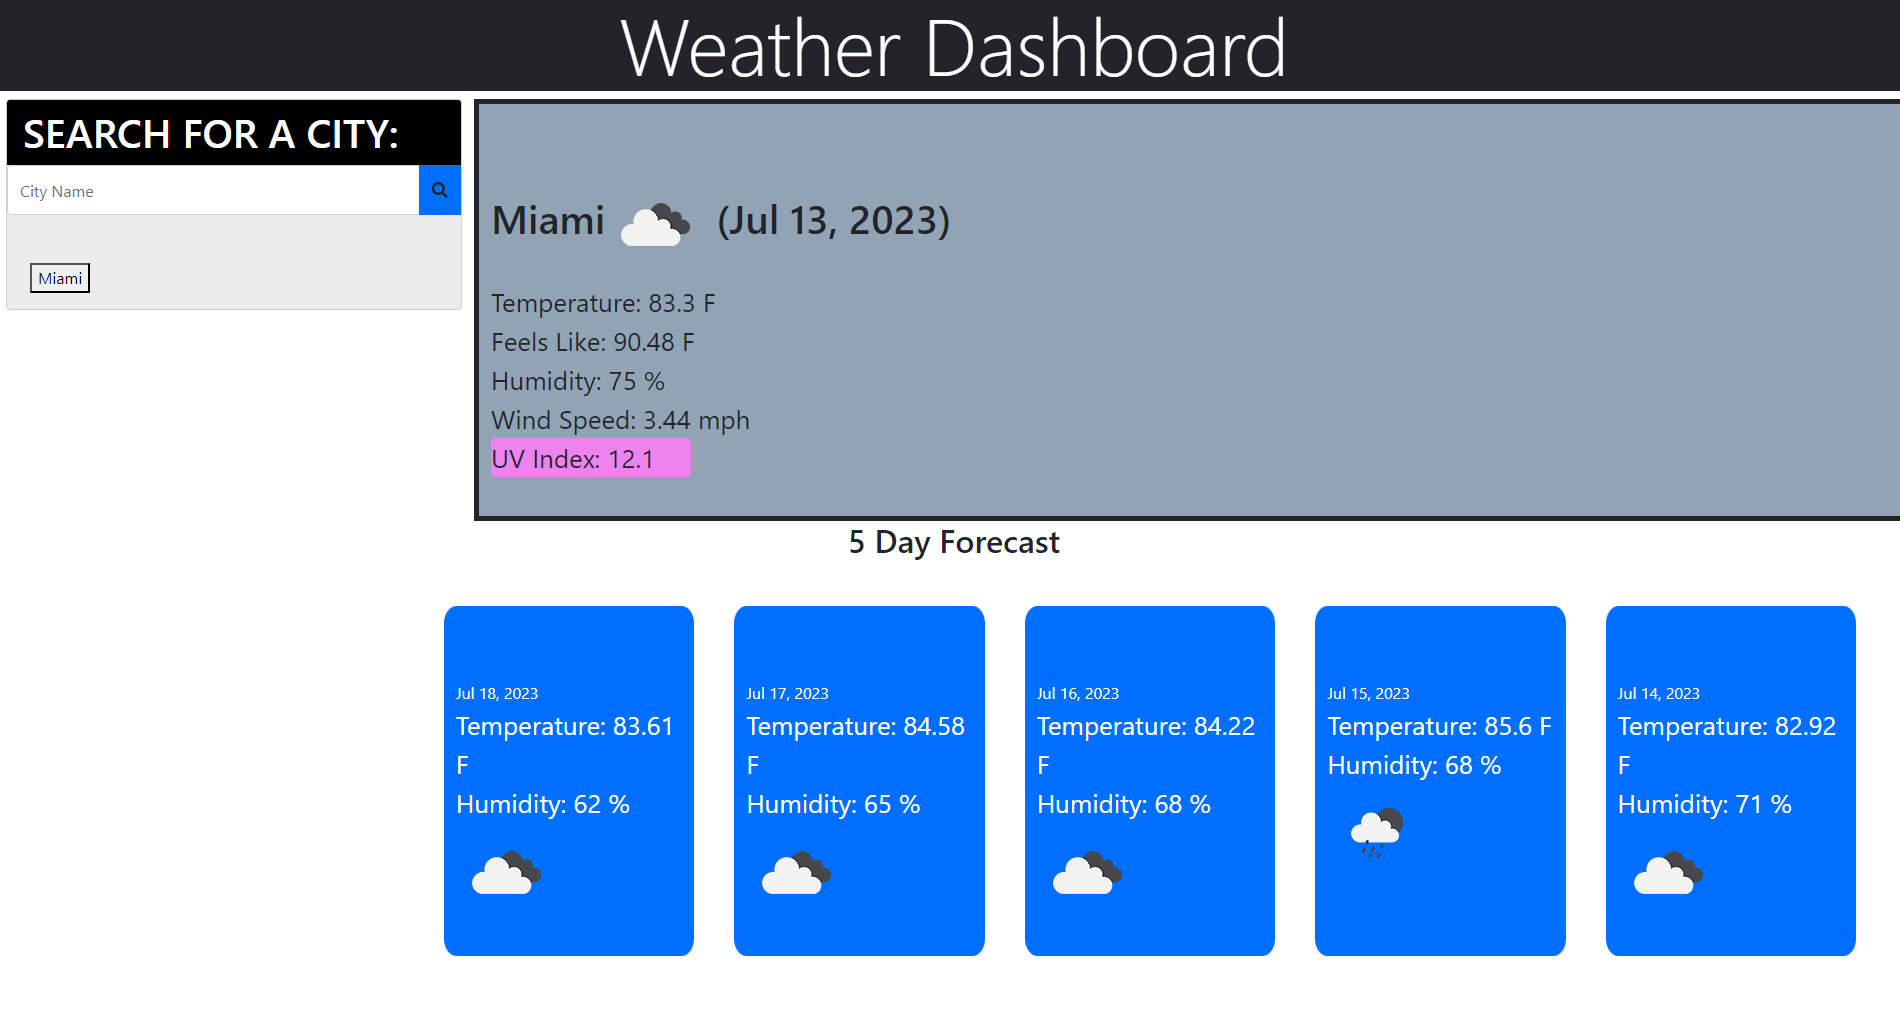 Weather Dashboard
SEARCH FOR A CITY:
City Name
Miami
Miami (Jul 13, 2023)
Temperature: 83.3 F
Feels Like: 90.48 F
Humidity: 75 %
Wind Speed: 3.44 mph
UV Index: 12.1
5 Day Forecast
Jul 18, 2023
Temperature: 83.61
F
Humidity: 62 %
Jul 17, 2023
Temperature: 84.58
F
Humidity: 65 %
Jul 16, 2023
Temperature: 84.22
F
Humidity: 68 %
Jul 15, 2023
Temperature: 85.6 F
Humidity: 68 %
Jul 14, 2023
Temperature: 82.92
F
Humidity: 71 %